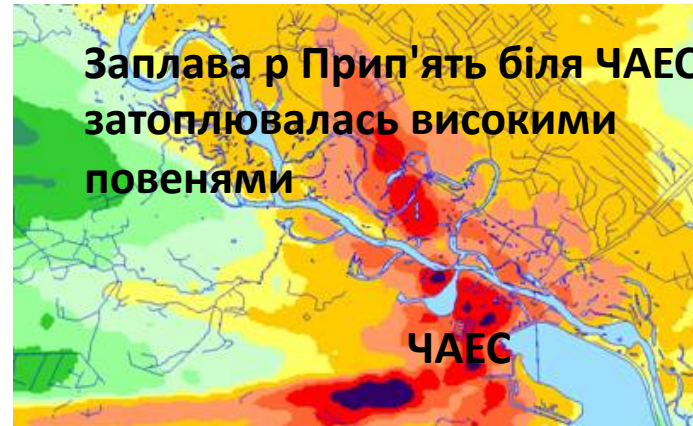 Заплава р Прип'ять біля ЧАЕС
затоплювалась високими
повенями
ЧАЕС